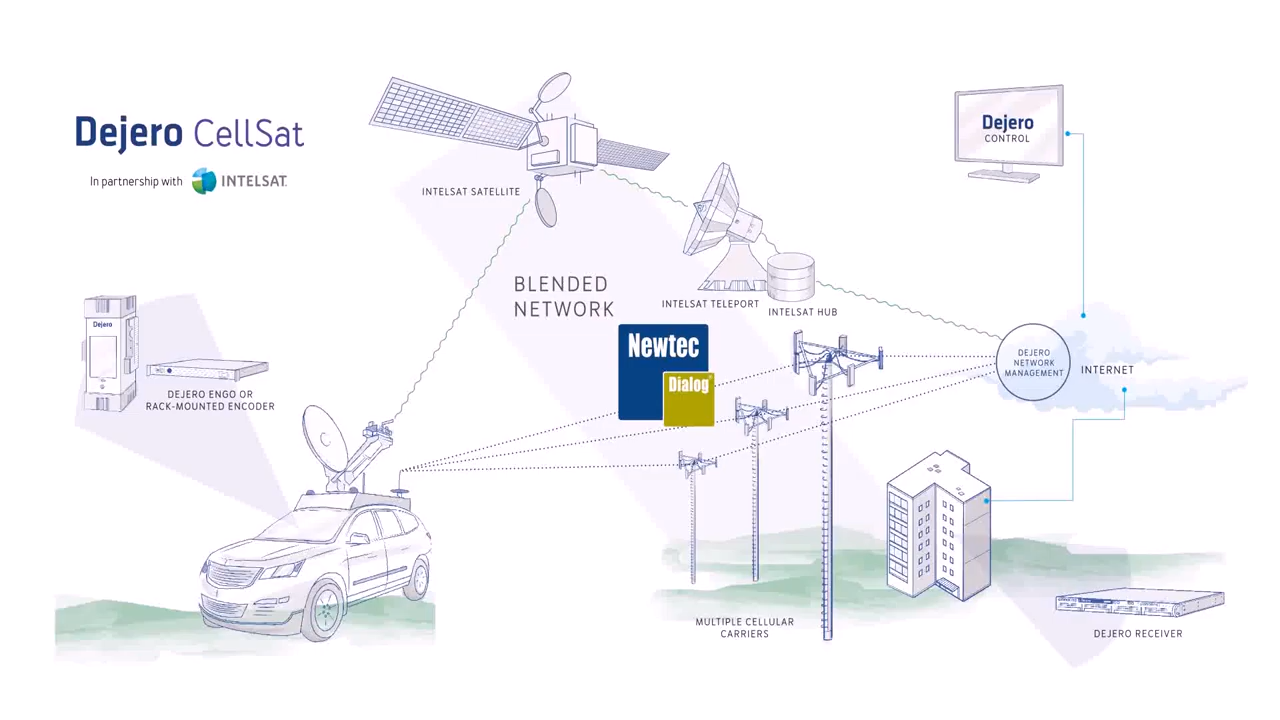 Dejero CellSat
In partnership with INTELSAT.
INTELSAT SATELLITE
Dejero
CONTROL
BLENDED
NETWORK
INTELSAT TELEPORT
INTELSAT HUB
Dejero
DEJERO ENGO OR
RACK-MOUNTED ENCODER
Newtec
Dialog®
DEJERO
NETWORK
MANAGEMENT
INTERNET
MULTIPLE CELLULAR
CARRIERS
DEJERO RECEIVER